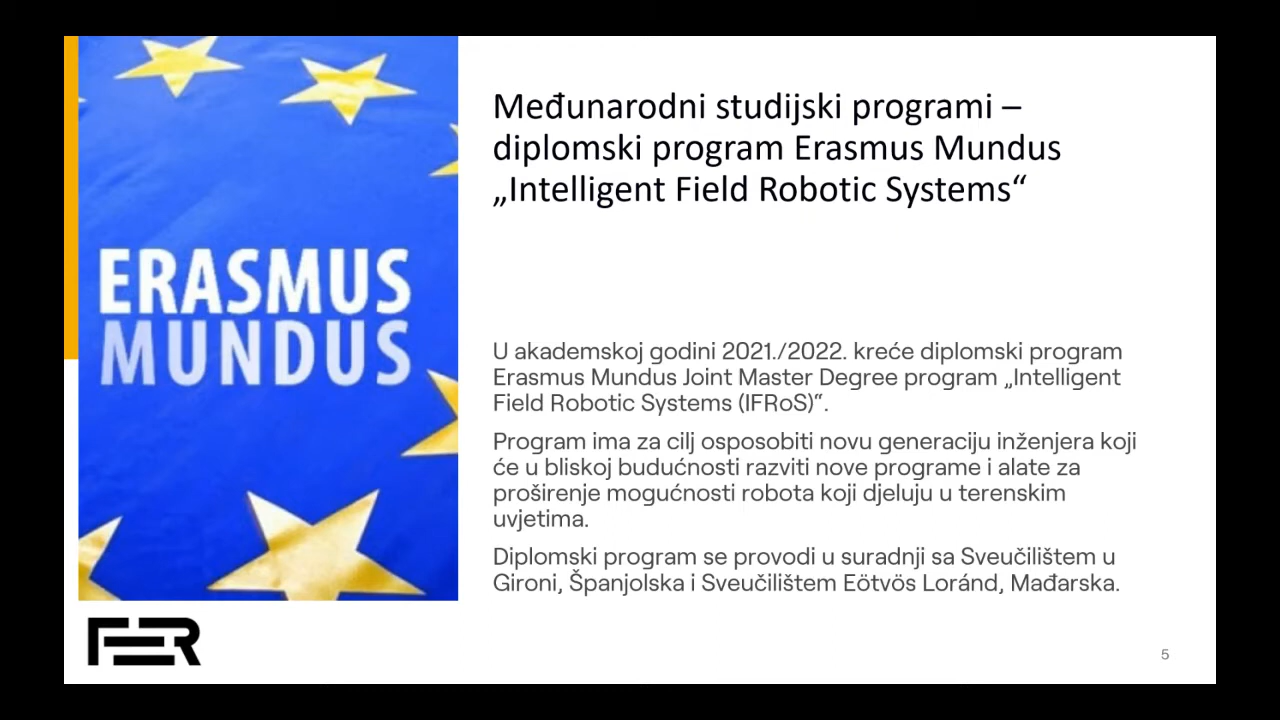 ERASMUS
MUNDUS
Međunarodni studijski programi –
diplomski program Erasmus Mundus
„Intelligent Field Robotic Systems“
U akademskoj godini 2021./2022. kreće diplomski program
Erasmus Mundus Joint Master Degree program „Intelligent
Field Robotic Systems (IFRoS)“.
Program ima za cilj osposobiti novu generaciju inženjera koji
će u bliskoj budućnosti razviti nove programe i alate za
proširenje mogućnosti robota koji djeluju u terenskim
uvjetima.
Diplomski program se provodi u suradnji sa Sveučilištem u
Gironi, Španjolska i Sveučilištem Eötvös Loránd, Mađarska.
FER
5